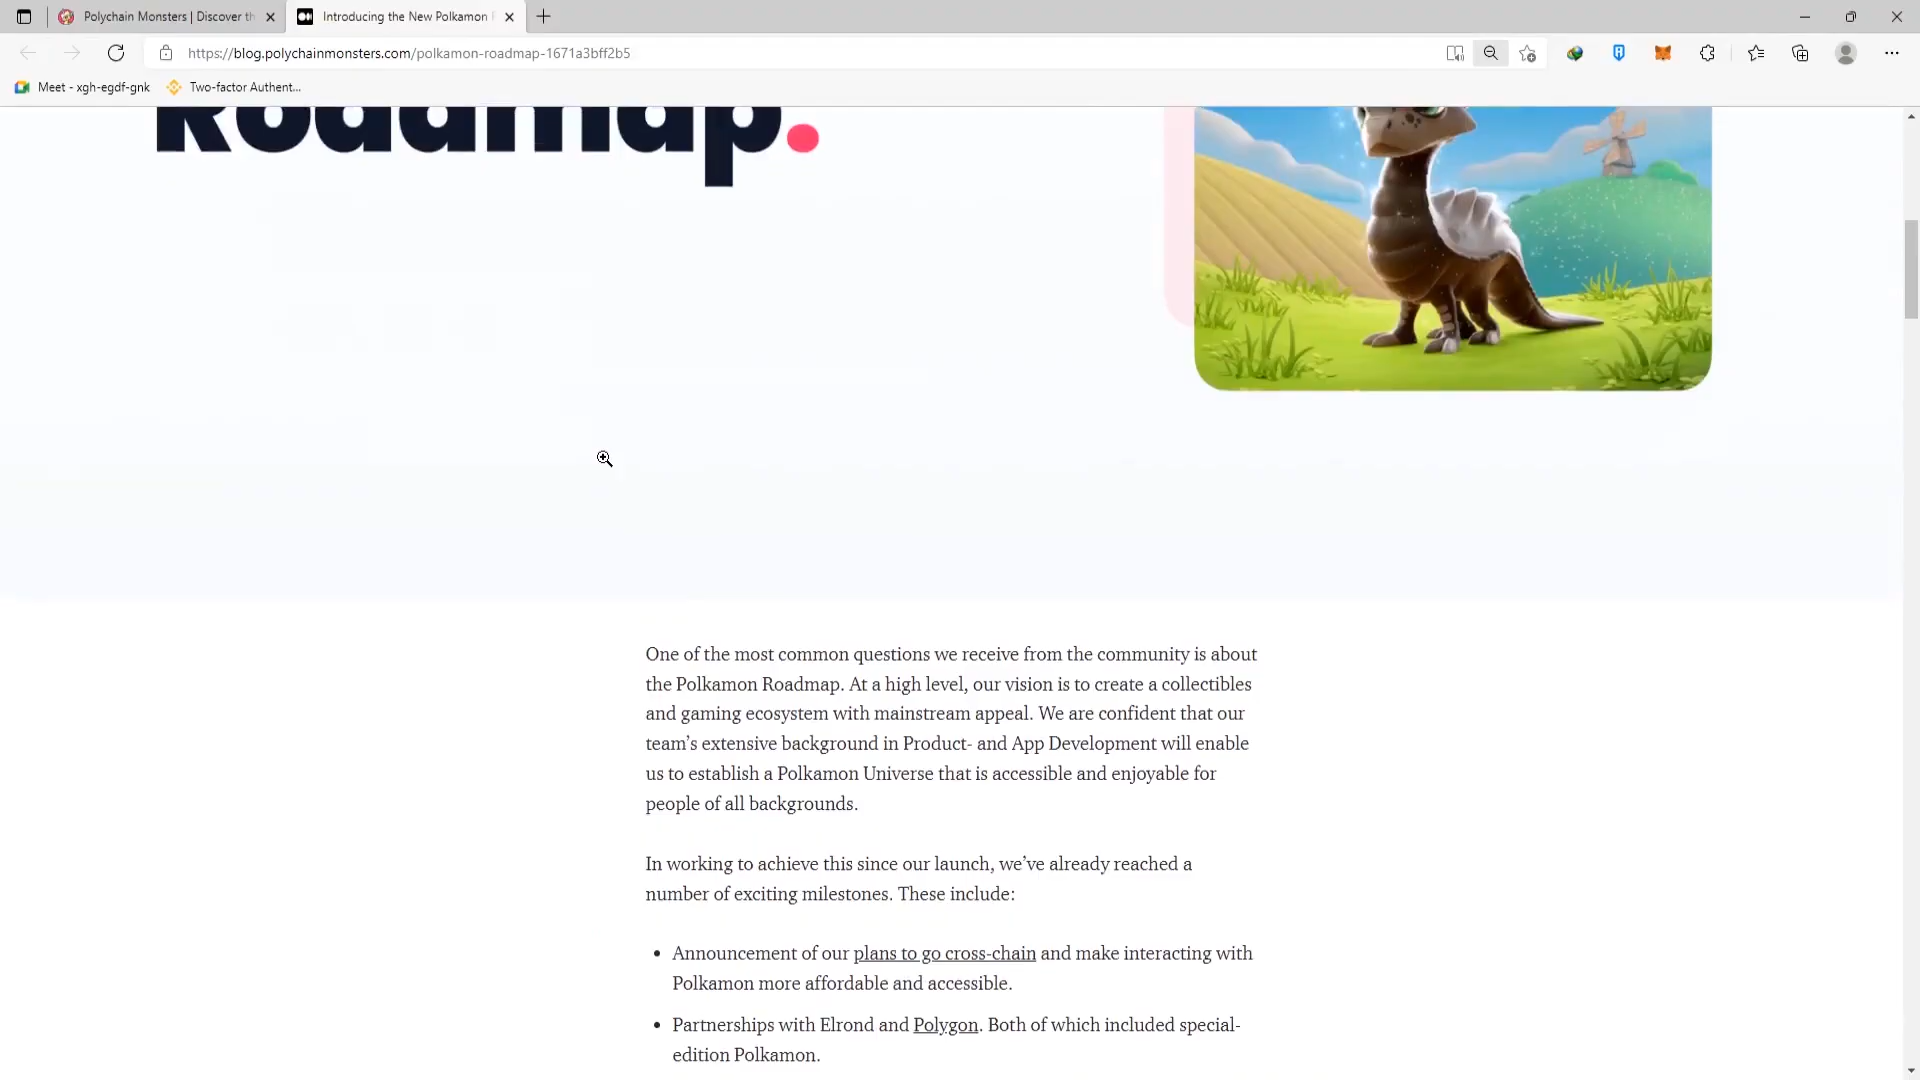 Polychain Monsters | Discover th
Introducing the New Polkamon
https://blog.polychainmonsters.com/polkamon-roadmap-1671a3bff2b5
Meet - xgh-egdf-gnk
Two-factor Authent...
Roadmap.
One of the most common questions we receive from the community is about
the Polkamon Roadmap. At a high level, our vision is to create a collectibles
and gaming ecosystem with mainstream appeal. We are confident that our
team’s extensive background in Product- and App Development will enable
us to establish a Polkamon Universe that is accessible and enjoyable for
people of all backgrounds.
In working to achieve this since our launch, we’ve already reached a
number of exciting milestones. These include:
• Announcement of our plans to go cross-chain and make interacting with
Polkamon more affordable and accessible.
• Partnerships with Elrond and Polygon. Both of which included special-
edition Polkamon.